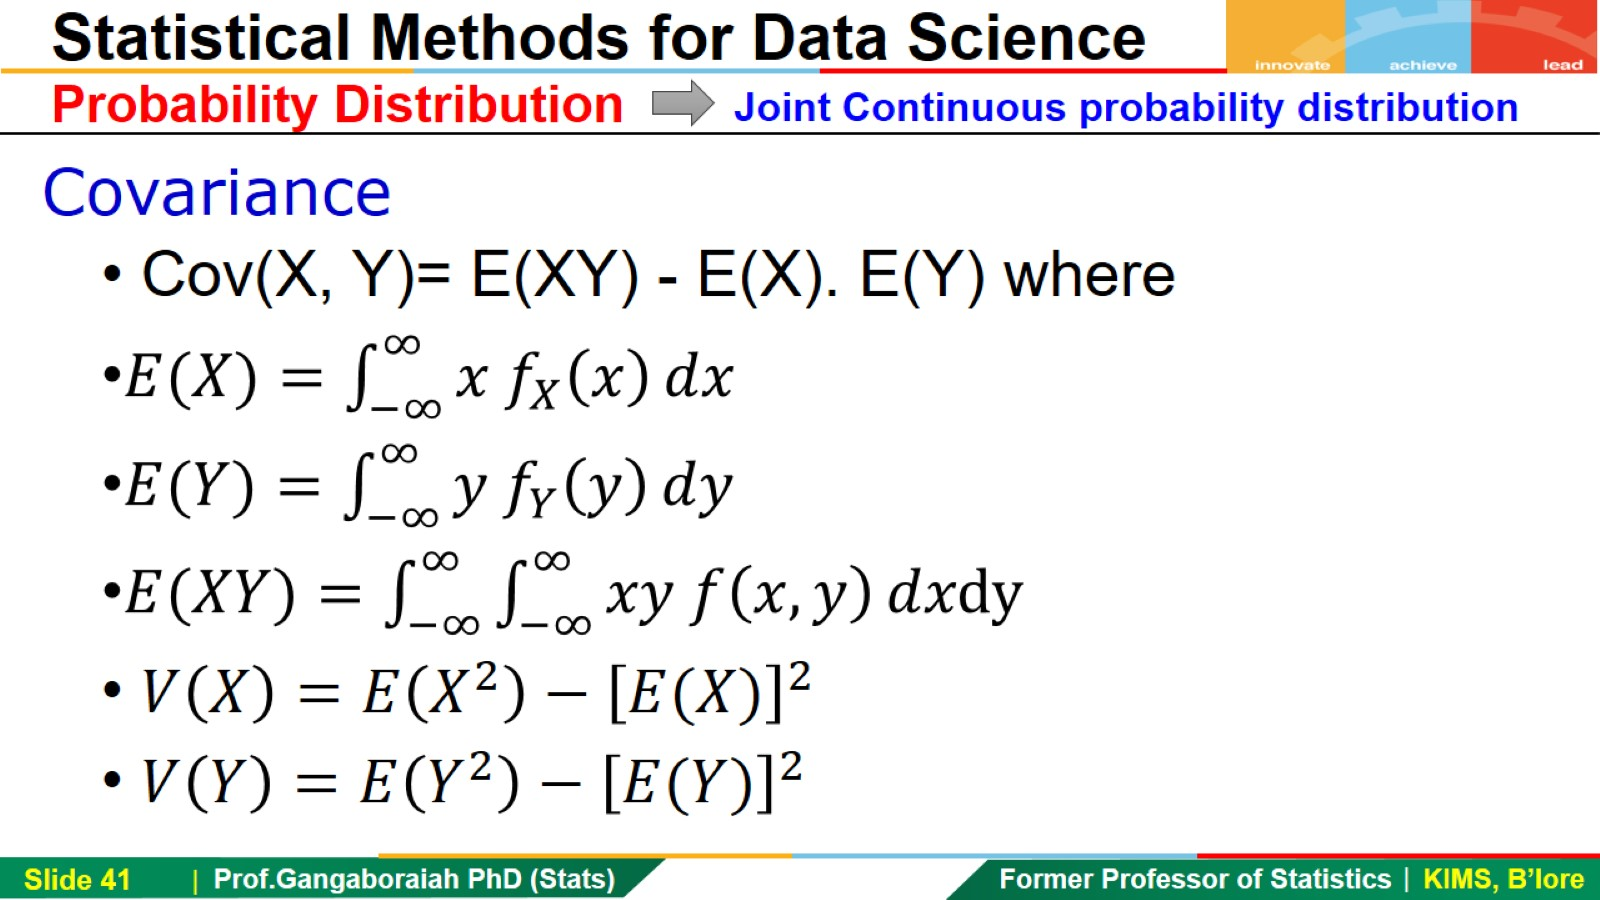 Statistical Methods for Data Science
innovate achieve lead
Probability Distribution Joint Continuous probability distribution
Covariance
• Cov(X, Y)= E(XY) - E(X). E(Y) where
•E(X) = ∫_{−∞}^{∞} x f_X(x) dx
•E(Y) = ∫_{−∞}^{∞} y f_Y(y) dy
•E(XY) = ∫_{−∞}^{∞} ∫_{−∞}^{∞} xy f(x, y) dxdy
• V(X) = E(X²) − [E(X)]²
• V(Y) = E(Y²) − [E(Y)]²
Slide 41 | Prof.Gangaboraiah PhD (Stats) Former Professor of Statistics | KIMS, B’lore